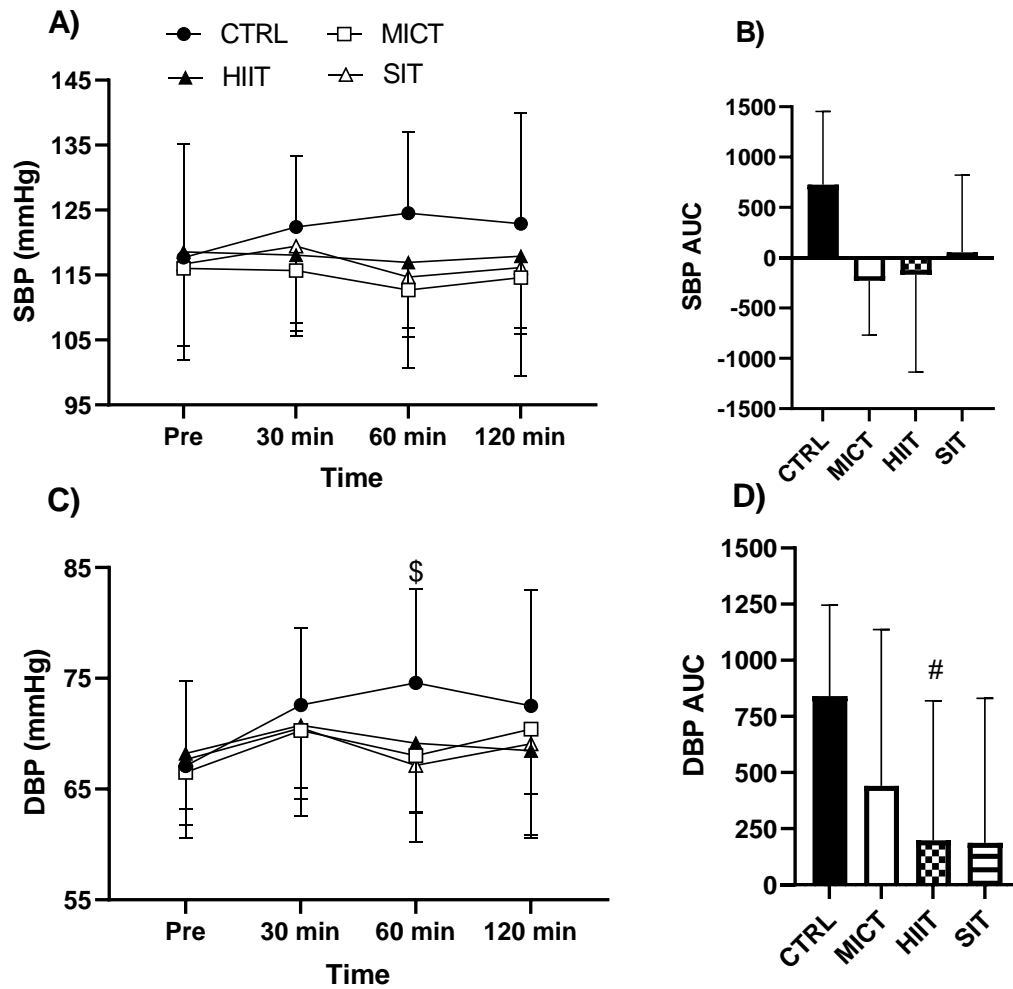 A)
CTRL MICT
HIIT SIT
145
135
125
115
105
95
SBP (mmHg)
Pre 30 min 60 min 120 min
Time
B)
1500
1000
500
0
-500
-1000
-1500
SBP AUC
CTRL MICT HIIT SIT
C)
85
75
65
55
DBP (mmHg)
$
Pre 30 min 60 min 120 min
Time
D)
1500
1250
1000
750
500
250
0
DBP AUC
#
CTRL MICT HIIT SIT